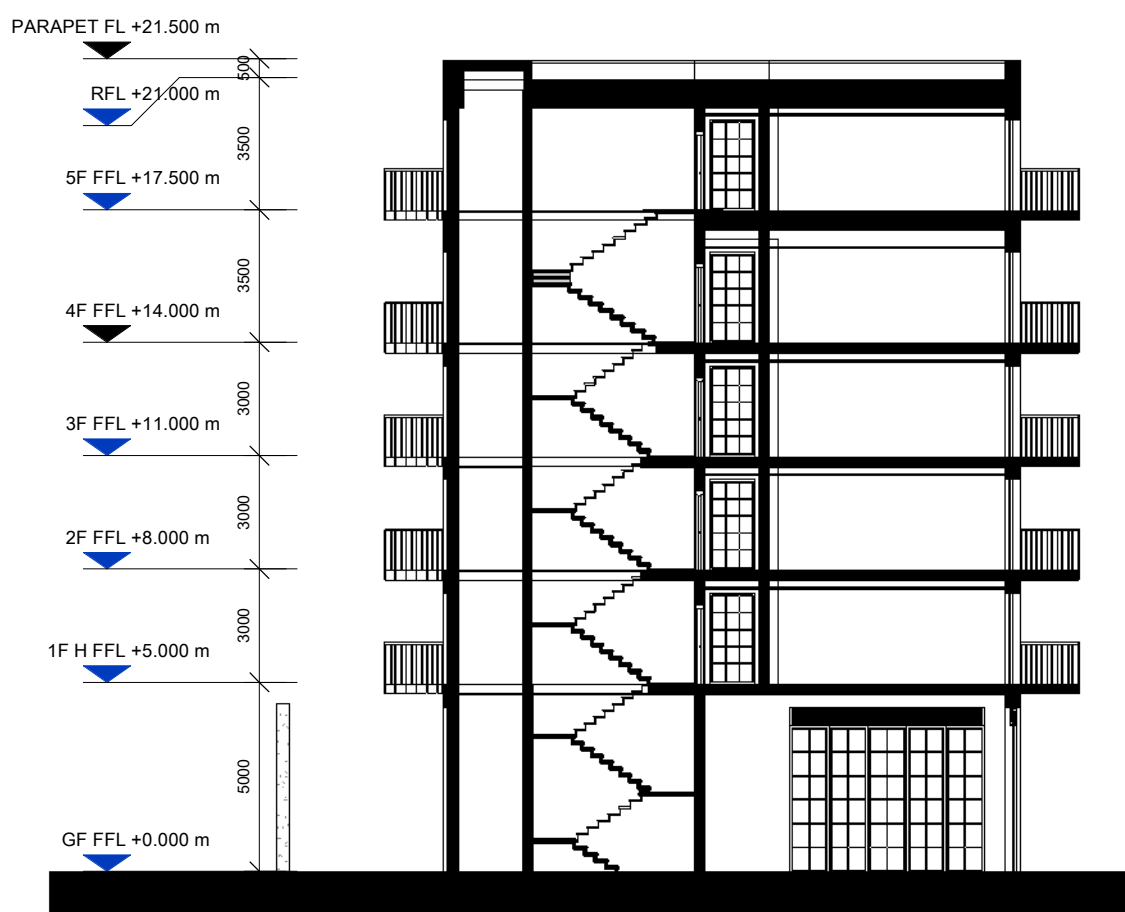 PARAPET FL +21.500 m
500
RFL +21.000 m
3500
5F FFL +17.500 m
3500
4F FFL +14.000 m
3000
3F FFL +11.000 m
3000
2F FFL +8.000 m
3000
1F H FFL +5.000 m
5000
GF FFL +0.000 m